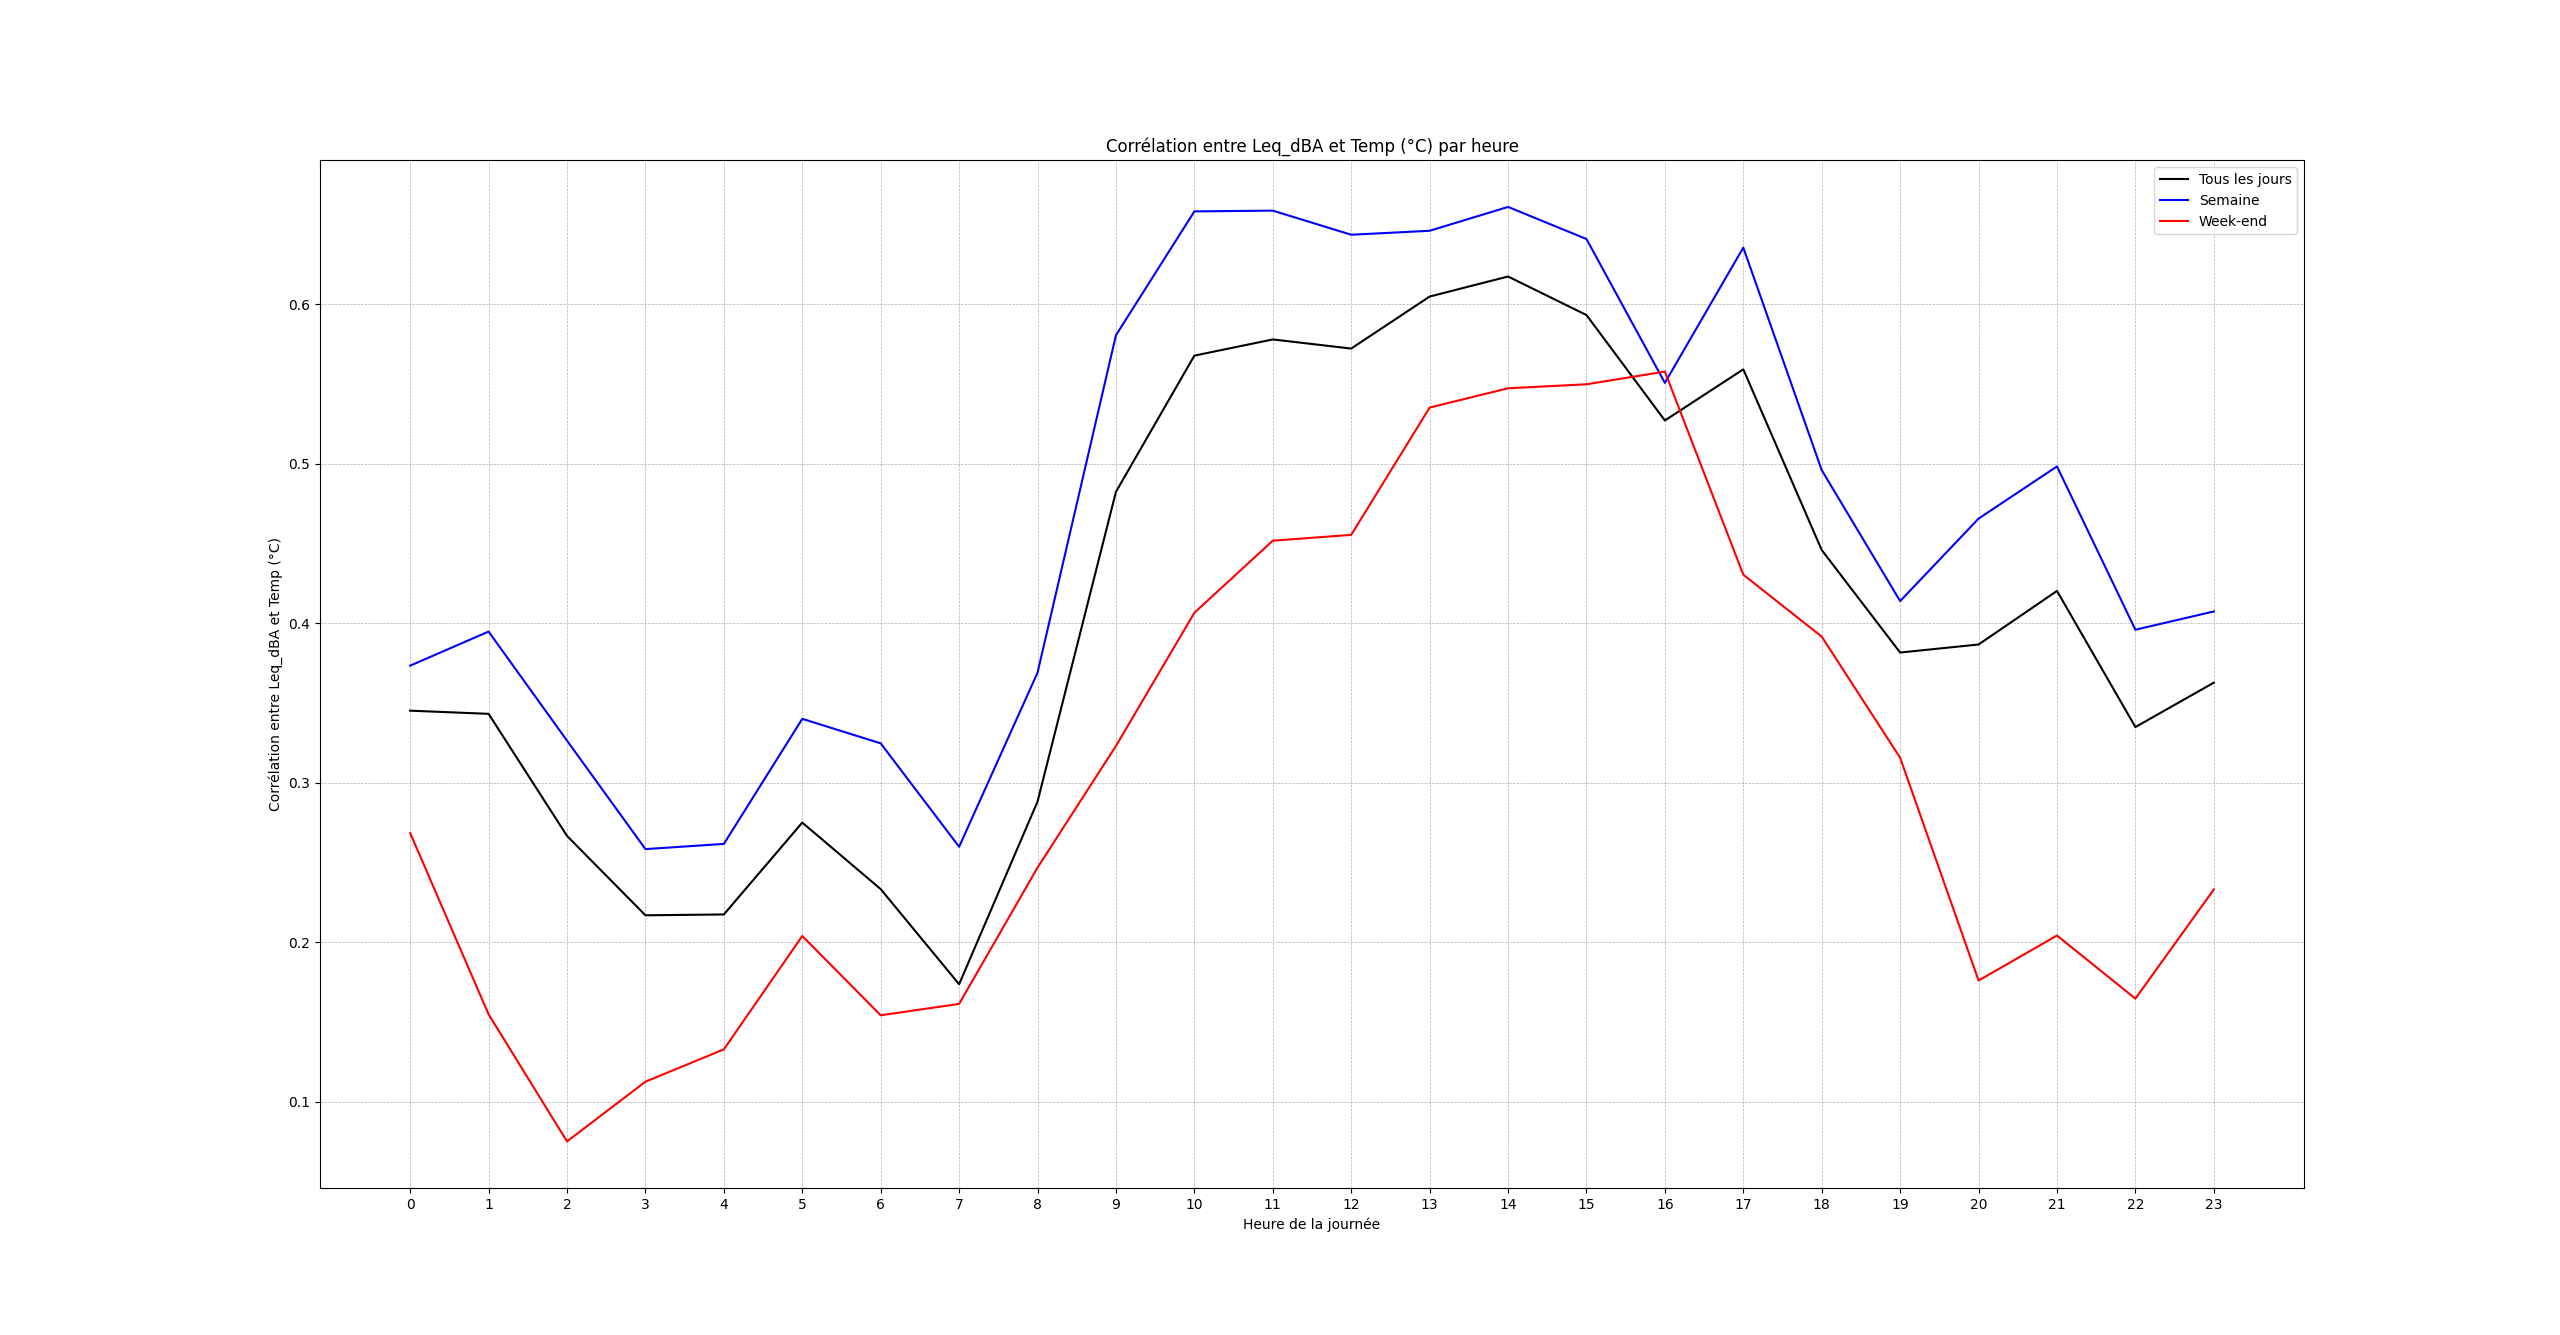 Corrélation entre Leq_dBA et Temp (°C) par heure
Tous les jours
Semaine
Week-end
Corrélation entre Leq_dBA et Temp (°C)
0.6
0.5
0.4
0.3
0.2
0.1
0 1 2 3 4 5 6 7 8 9 10 11 12 13 14 15 16 17 18 19 20 21 22 23
Heure de la journée